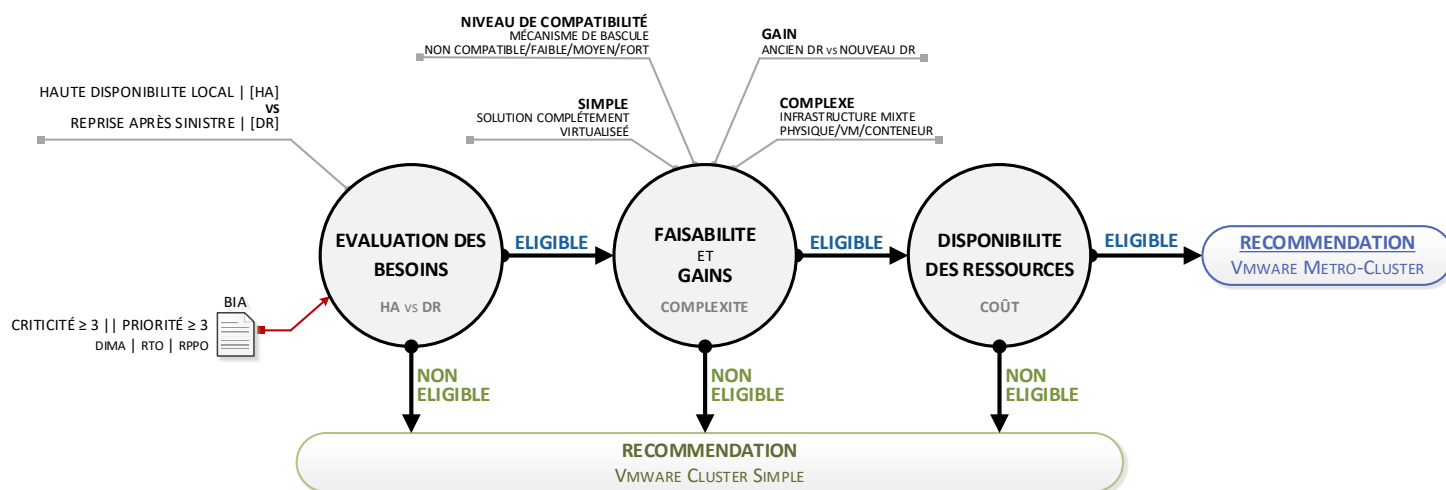 NIVEAU DE COMPATIBILITÉ
MÉCANISME DE BASCULE
NON COMPATIBLE/FAIBLE/MOYEN/FORT
GAIN
ANCIEN DR VS NOUVEAU DR
HAUTE DISPONIBILITE LOCAL | [HA]
VS
REPRISE APRÈS SINISTRE | [DR]
SIMPLE
SOLUTION COMPLÉTEMENT
VIRTUALISEÉ
COMPLEXE
INFRASTRUCTURE MIXTE
PHYSIQUE/VM/CONTENEUR
EVALUATION DES
BESOINS
HA VS DR
ELIGIBLE
FAISABILITE
ET
GAINS
COMPLEXITE
ELIGIBLE
DISPONIBILITE
DES RESSOURCES
COÛT
ELIGIBLE
RECOMMENDATION
VMWARE METRO-CLUSTER
BIA
CRITICITÉ ≥ 3 || PRIORITÉ ≥ 3
DIMA | RTO | RPPO
NON
ELIGIBLE
NON
ELIGIBLE
NON
ELIGIBLE
RECOMMENDATION
VMWARE CLUSTER SIMPLE